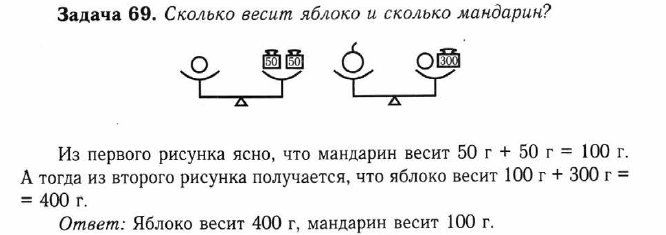 Задача 69. Сколько весит яблоко и сколько мандарин?
50 50 300
Из первого рисунка ясно, что мандарин весит 50 г + 50 г = 100 г.
А тогда из второго рисунка получается, что яблоко весит 100 г + 300 г =
= 400 г.
Ответ: Яблоко весит 400 г, мандарин весит 100 г.